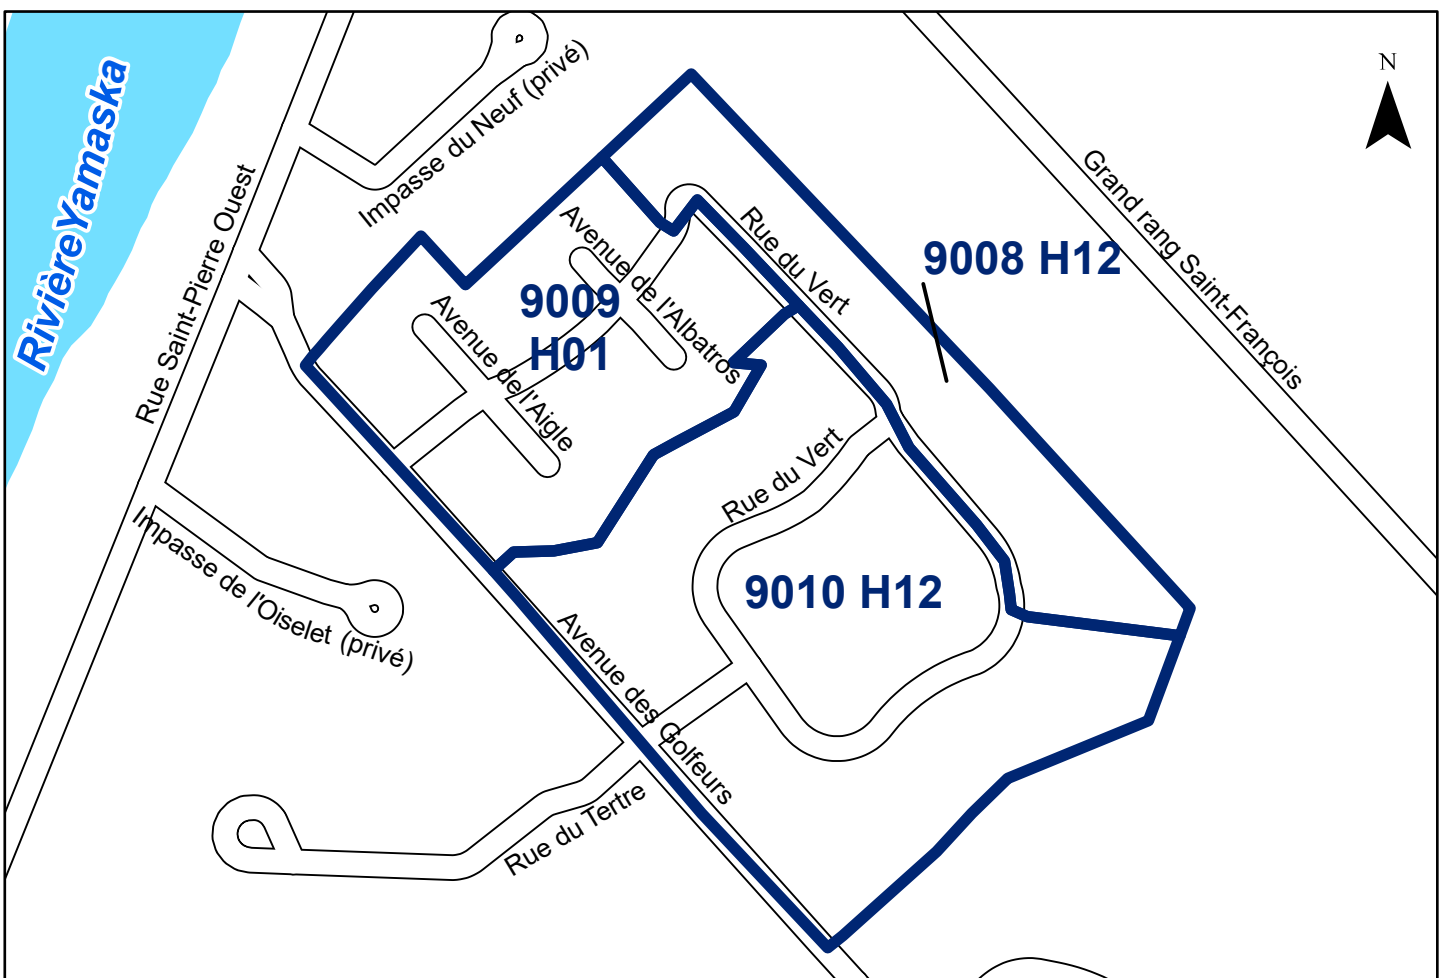 N
Impasse du Neuf (privé)
Rivière Yamaska
Rue Saint-Pierre Ouest
Grand rang Saint-François
Rue du Vert
9008 H12
Avenue de l'Albatros
9009
H01
Avenue de l'Aigle
Rue du Vert
9010 H12
Impasse de l'Oiselet (privé)
Avenue des Golfeurs
Rue du Tertre